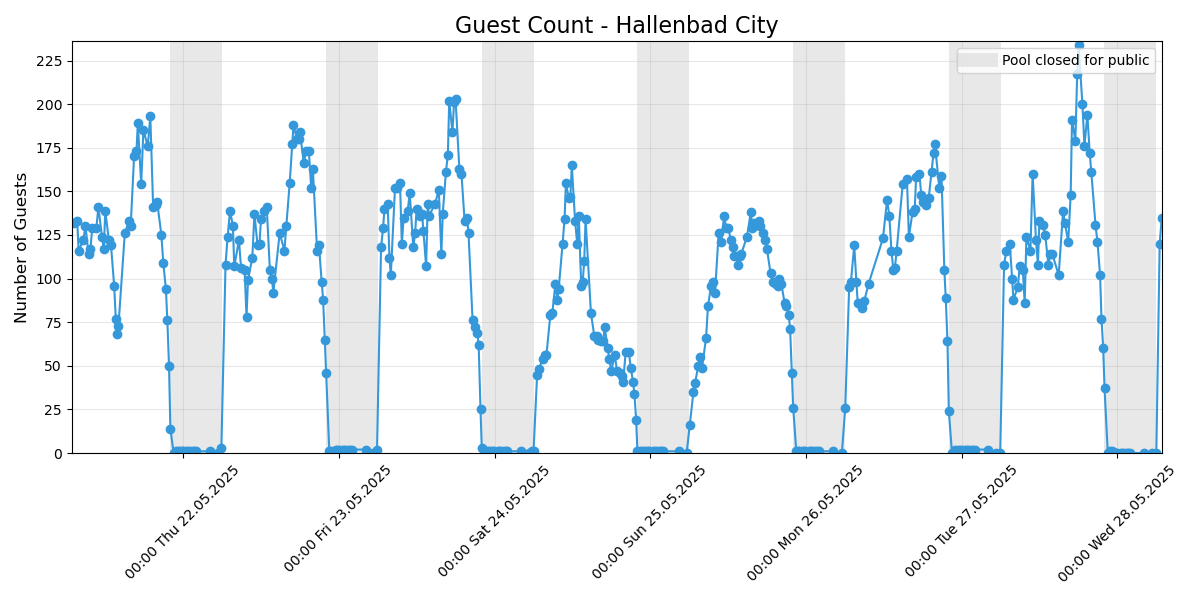 Guest Count - Hallenbad City
Pool closed for public
Number of Guests
225
200
175
150
125
100
75
50
25
0
00:00 Thu 22.05.2025
00:00 Fri 23.05.2025
00:00 Sat 24.05.2025
00:00 Sun 25.05.2025
00:00 Mon 26.05.2025
00:00 Tue 27.05.2025
00:00 Wed 28.05.2025